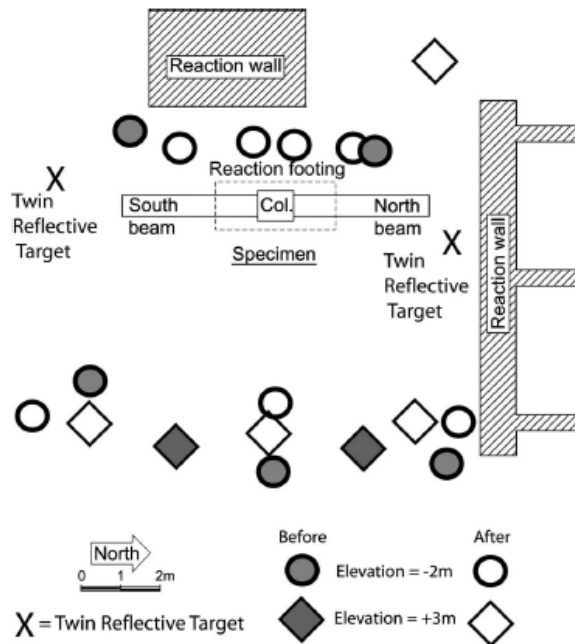 Reaction wall
Reaction footing
Twin
Reflective
Target
South
beam
Col.
North
beam
Specimen
Twin
Reflective
Target
Reaction wall
North
0 1 2m
X = Twin Reflective Target
Before After
Elevation = -2m
Elevation = +3m